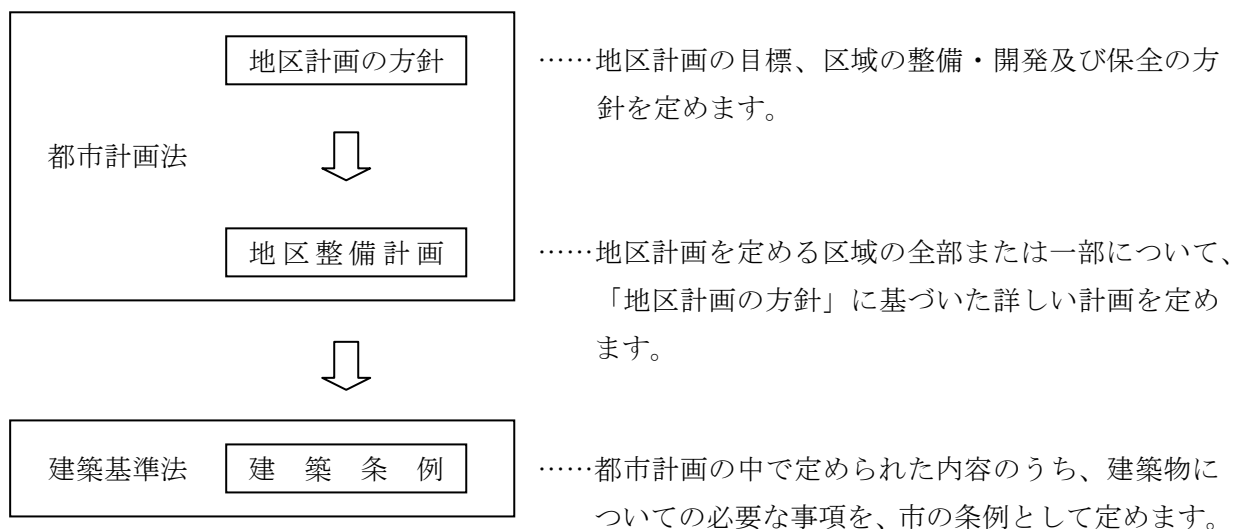 地区計画の方針
……地区計画の目標、区域の整備・開発及び保全の方
針を定めます。
都市計画法
地区整備計画
……地区計画を定める区域の全部または一部について、
「地区計画の方針」に基づいた詳しい計画を定め
ます。
建築基準法
建築条例
……都市計画の中で定められた内容のうち、建築物に
ついての必要な事項を、市の条例として定めます。